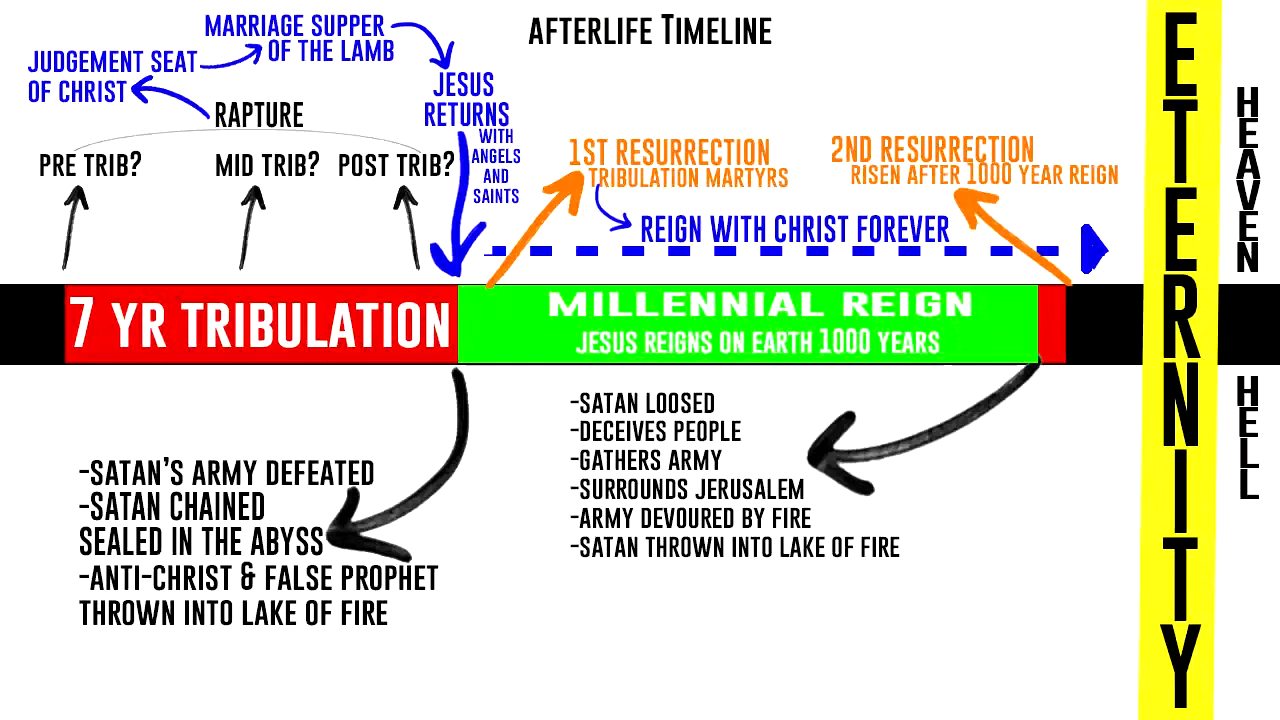 AFTERLIFE TIMELINE
MARRIAGE SUPPER
OF THE LAMB
JUDGEMENT SEAT
OF CHRIST
RAPTURE
PRE TRIB?
MID TRIB?
POST TRIB?
JESUS
RETURNS
WITH
ANGELS
AND
SAINTS
1ST RESURRECTION
TRIBULATION MARTYRS
2ND RESURRECTION
RISEN AFTER 1000 YEAR REIGN
REIGN WITH CHRIST FOREVER
7 YR TRIBULATION
MILLENNIAL REIGN
JESUS REIGNS ON EARTH 1000 YEARS
-SATAN'S ARMY DEFEATED
-SATAN CHAINED
SEALED IN THE ABYSS
-ANTI-CHRIST & FALSE PROPHET
THROWN INTO LAKE OF FIRE
-SATAN LOOSED
-DECEIVES PEOPLE
-GATHERS ARMY
-SURROUNDS JERUSALEM
-ARMY DEVOURED BY FIRE
-SATAN THROWN INTO LAKE OF FIRE
ETERNITY
HEAVEN
HELL